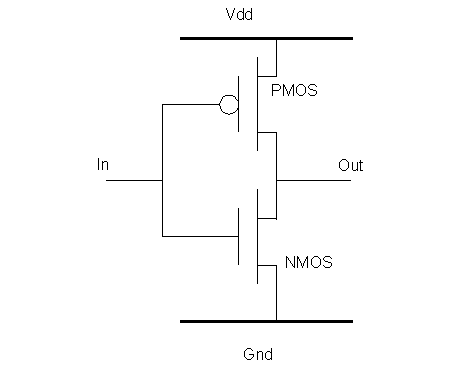 Vdd
PMOS
In
Out
NMOS
Gnd